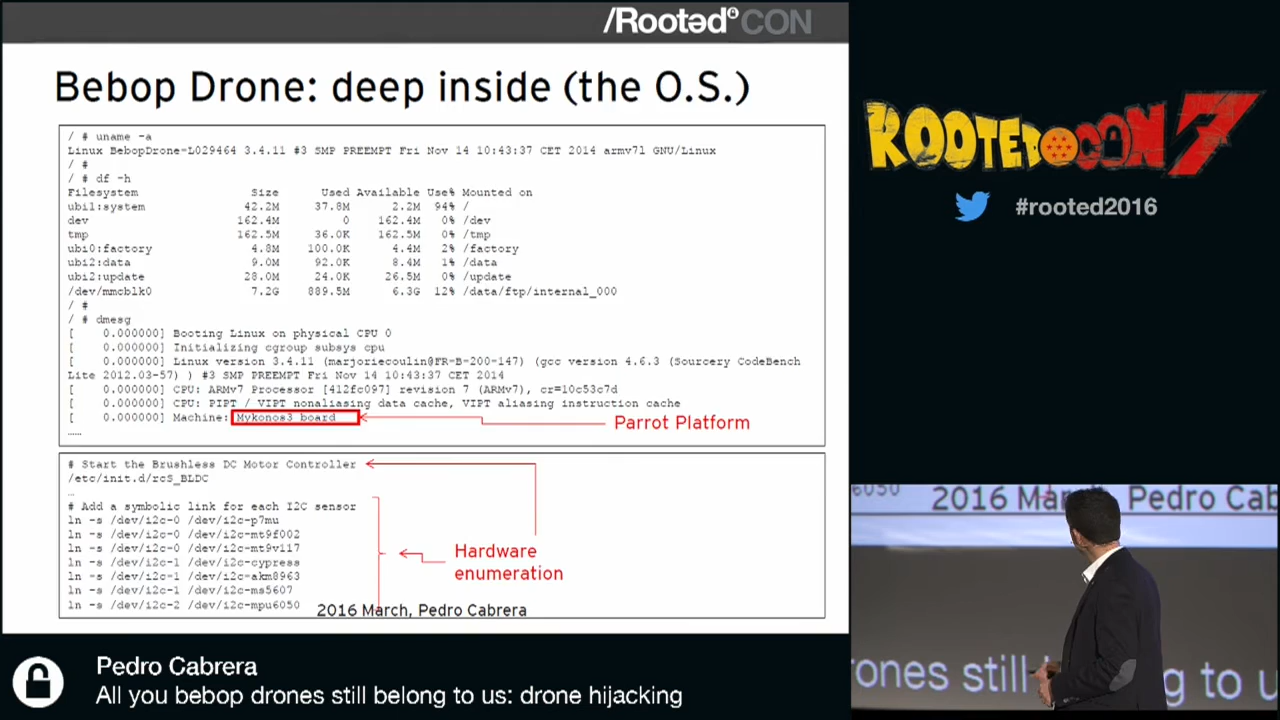 /Rootəd CON
Bebop Drone: deep inside (the O.S.)
/ # uname -a
Linux BebopDrone-L029464 3.4.11 #3 SMP PREEMPT Fri Nov 14 10:43:37 CET 2014 armv7l GNU/Linux
/ #
/ # df -h
Filesystem Size Used Available Use% Mounted on
ubi1:system 42.2M 37.8M 2.2M 94% /
dev 162.4M 0 162.4M 0% /dev
tmp 162.5M 36.0K 162.5M 0% /tmp
ubi0:factory 4.8M 100.0K 4.4M 2% /factory
ubi2:data 9.0M 92.0K 8.4M 1% /data
ubi2:update 28.0M 24.0K 26.5M 0% /update
/dev/mmcblk0 7.2G 889.5M 6.3G 12% /data/ftp/internal_000
/ #
/ # dmesg
[ 0.000000] Booting Linux on physical CPU 0
[ 0.000000] Initializing cgroup subsys cpu
[ 0.000000] Linux version 3.4.11 (marjoriecoulin@FR-B-200-147) (gcc version 4.6.3 (Sourcery CodeBench
Lite 2012.03-57) ) #3 SMP PREEMPT Fri Nov 14 10:43:37 CET 2014
[ 0.000000] CPU: ARMv7 Processor [412fc097] revision 7 (ARMv7), cr=10c53c7d
[ 0.000000] CPU: PIPT / VIPT nonaliasing data cache, VIPT aliasing instruction cache
[ 0.000000] Machine: Mykonos3 board
.....
Parrot Platform
# Start the Brushless DC Motor Controller
/etc/init.d/rcS_BLDC
…
# Add a symbolic link for each I2C sensor
ln -s /dev/i2c-0 /dev/i2c-p7mu
ln -s /dev/i2c-0 /dev/i2c-mt9f002
ln -s /dev/i2c-0 /dev/i2c-mt9v117
ln -s /dev/i2c-1 /dev/i2c-cypress
ln -s /dev/i2c-1 /dev/i2c-akm8963
ln -s /dev/i2c-1 /dev/i2c-ms5607
ln -s /dev/i2c-2 /dev/i2c-mpu6050
Hardware
enumeration
2016 March, Pedro Cabrera
ROOTEDCON 7
#rooted2016
6050
2016 March, Pedro Cab
rones still
g to u
Pedro Cabrera
All you bebop drones still belong to us: drone hijacking